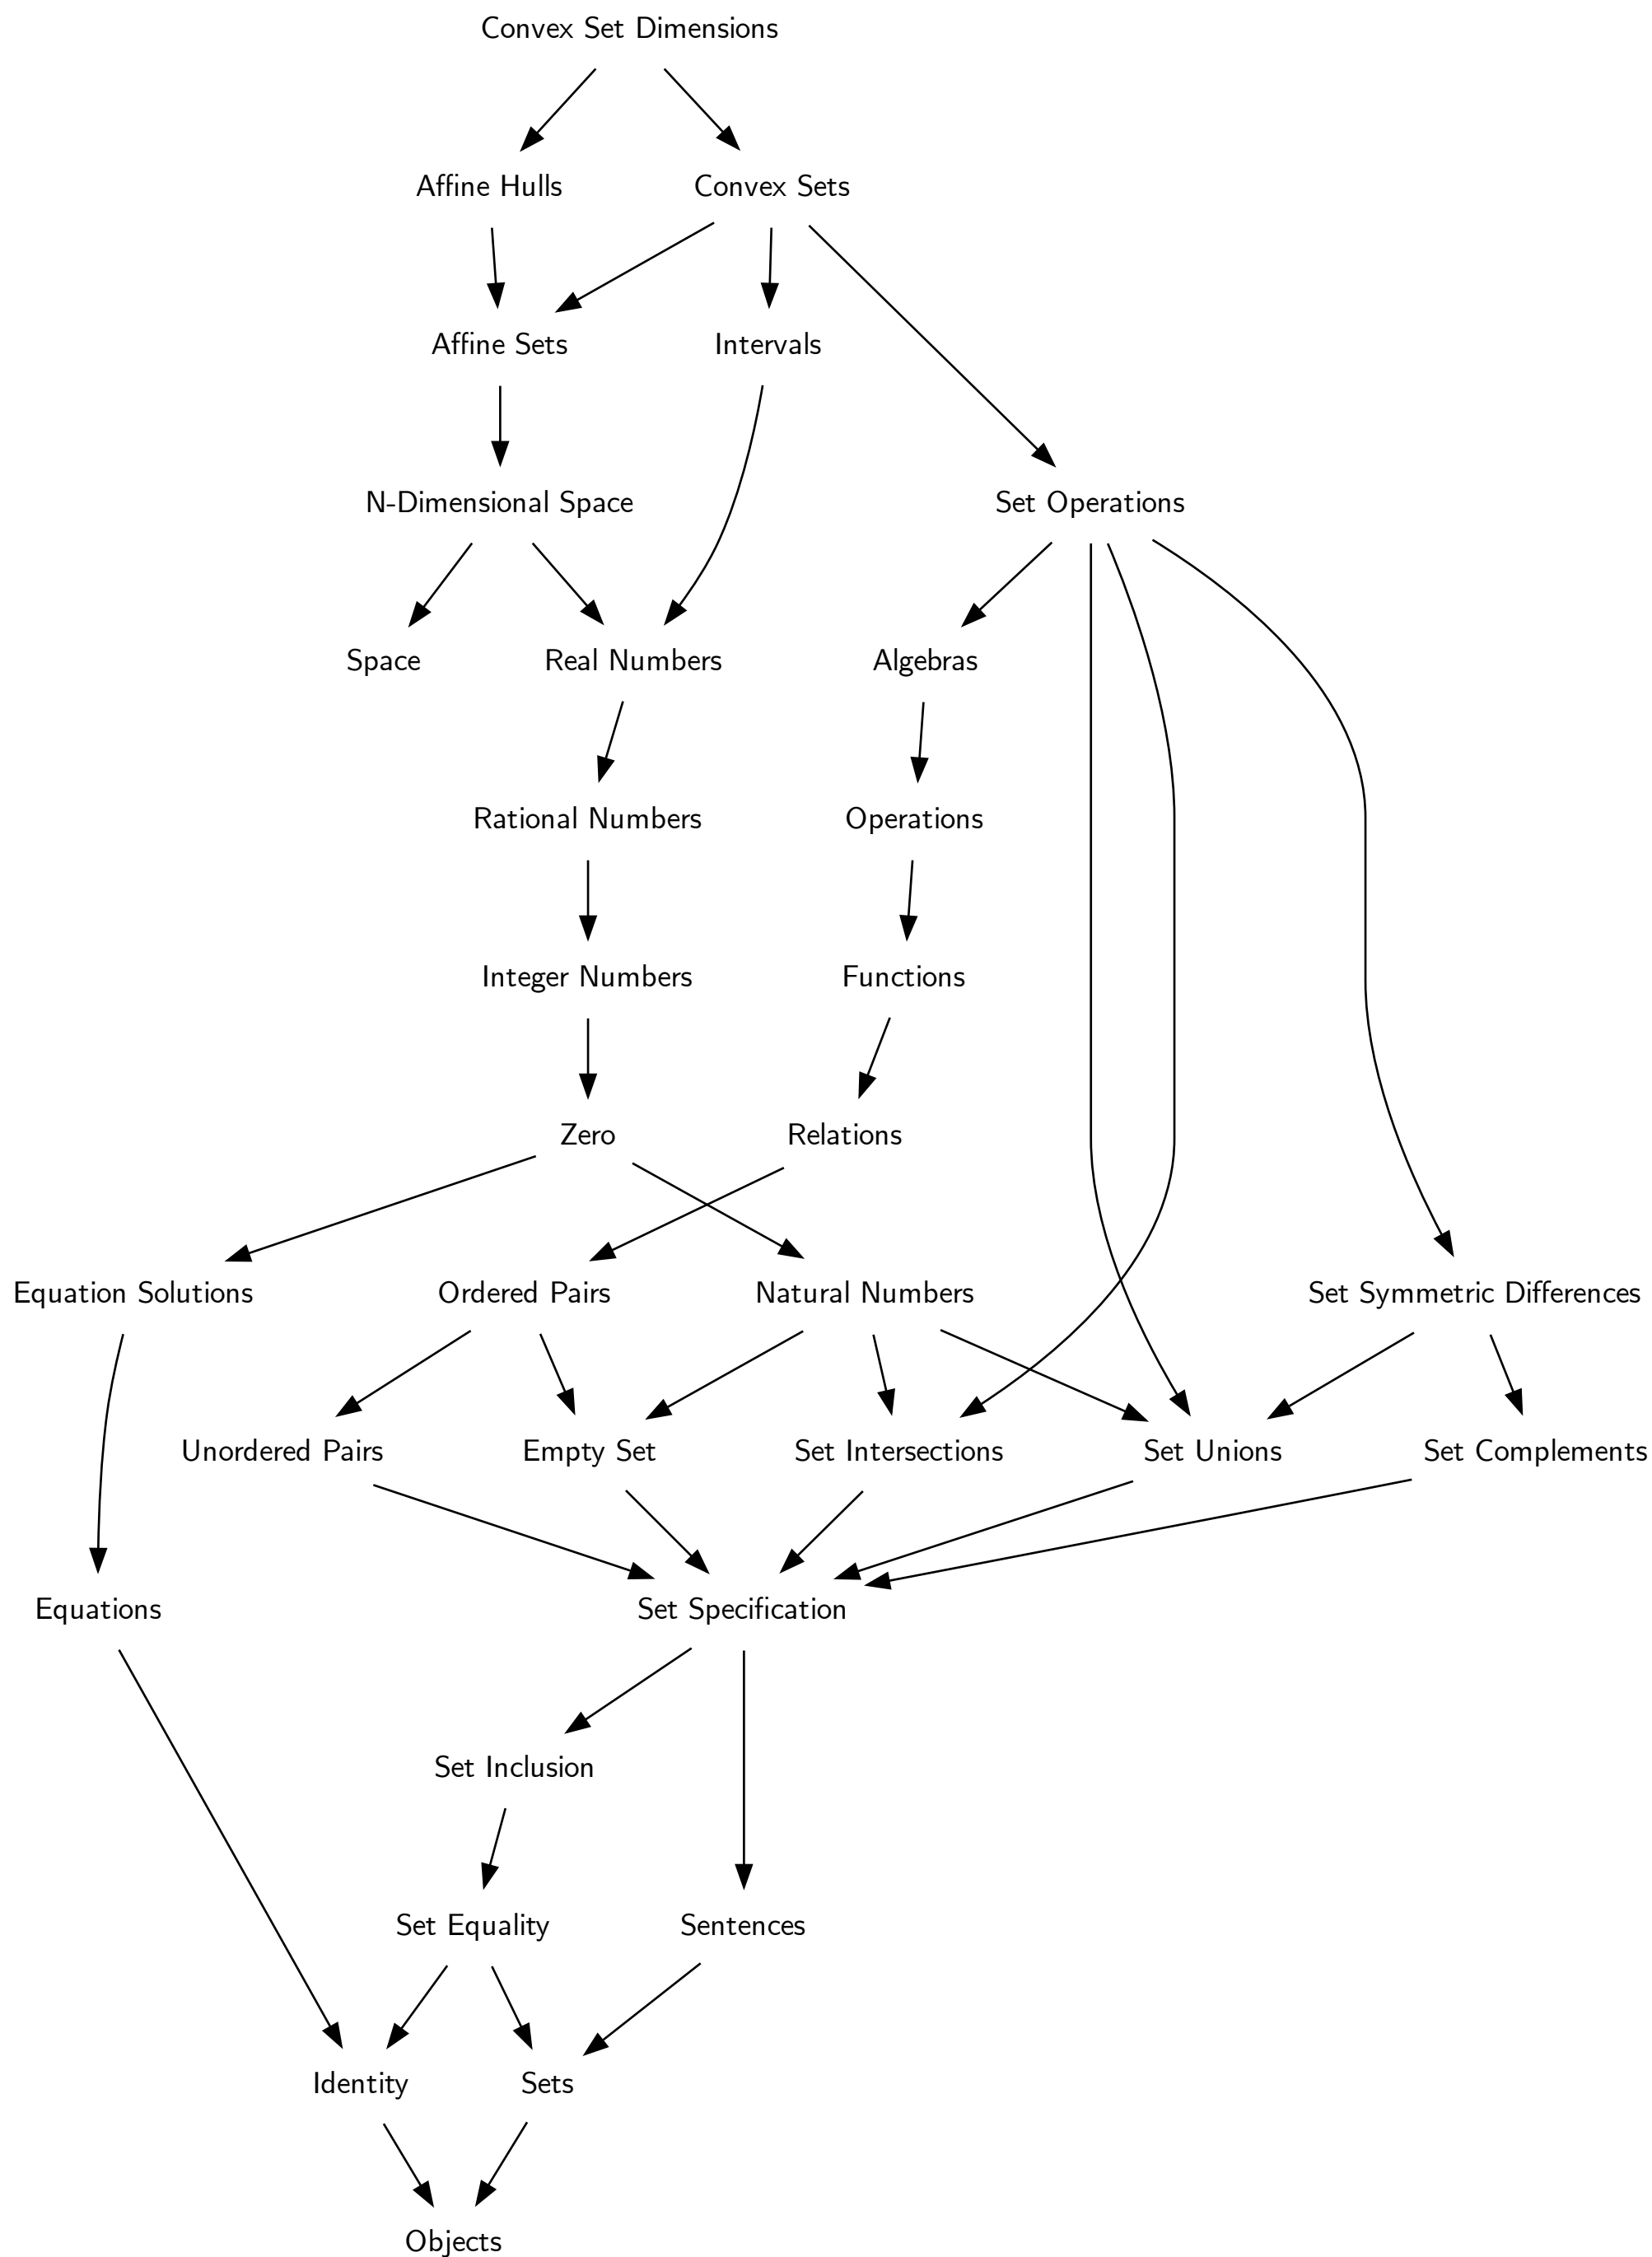 Convex Set Dimensions
Affine Hulls
Convex Sets
Affine Sets
Intervals
N-Dimensional Space
Set Operations
Space
Real Numbers
Algebras
Rational Numbers
Operations
Integer Numbers
Functions
Zero
Relations
Equation Solutions
Ordered Pairs
Natural Numbers
Set Symmetric Differences
Unordered Pairs
Empty Set
Set Intersections
Set Unions
Set Complements
Equations
Set Specification
Set Inclusion
Set Equality
Sentences
Identity
Sets
Objects